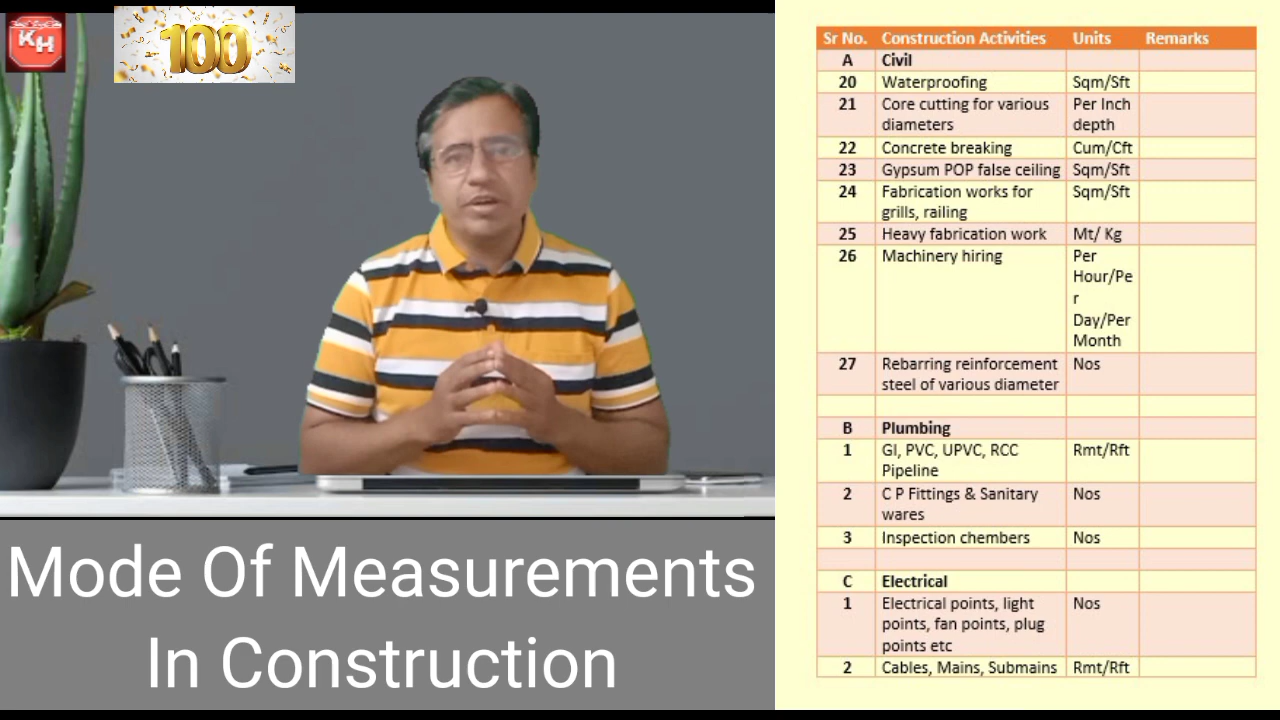 KH
100
Mode Of Measurements
In Construction
Sr No. Construction Activities Units Remarks
A Civil
20 Waterproofing Sqm/Sft
21 Core cutting for various Per Inch
diameters depth
22 Concrete breaking Cum/Cft
23 Gypsum POP false ceiling Sqm/Sft
24 Fabrication works for Sqm/Sft
grills, railing
25 Heavy fabrication work Mt/ Kg
26 Machinery hiring Per
Hour/Pe
r
Day/Per
Month
27 Rebarring reinforcement Nos
steel of various diameter
B Plumbing
1 GI, PVC, UPVC, RCC Rmt/Rft
Pipeline
2 C P Fittings & Sanitary Nos
wares
3 Inspection chembers Nos
C Electrical
1 Electrical points, light Nos
points, fan points, plug
points etc
2 Cables, Mains, Submains Rmt/Rft